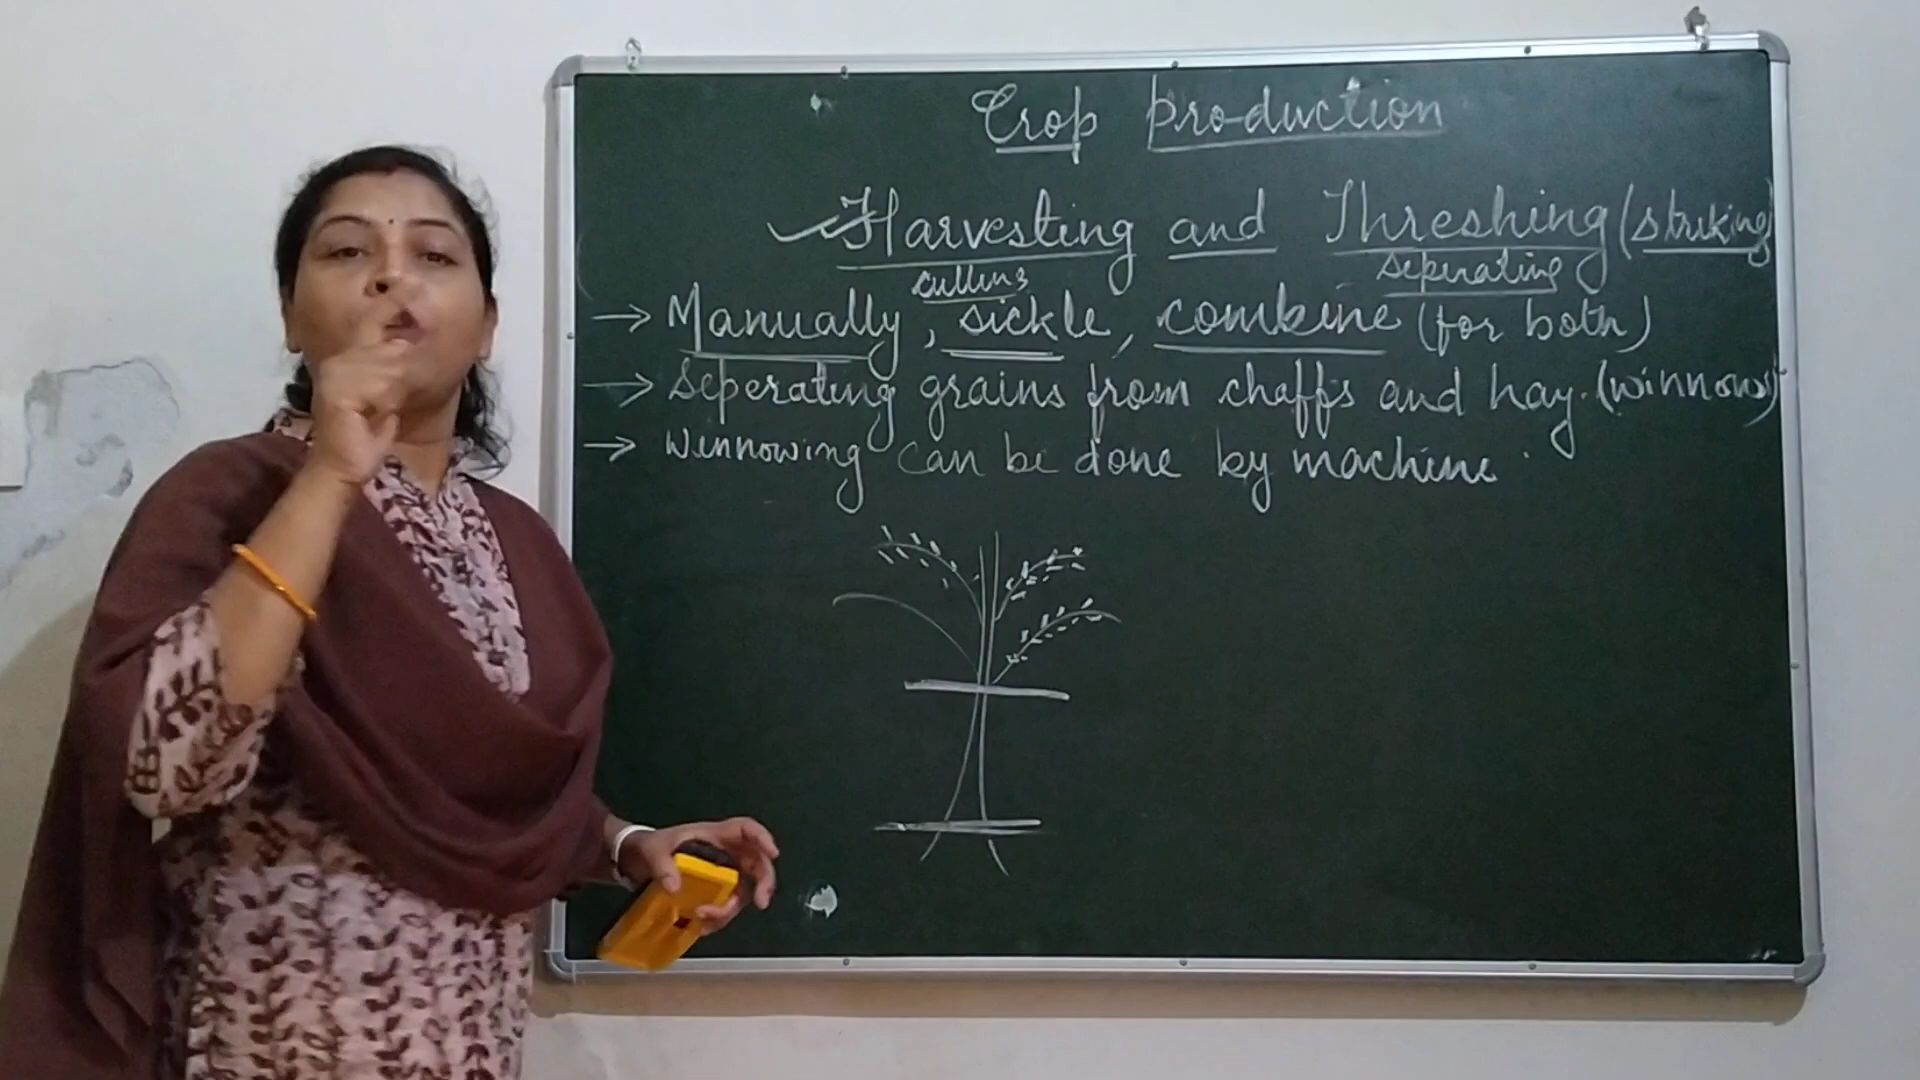 Crop production
Harvesting and Threshing (striking)
cutting seperating
→ Manually, sickle, combine (for both)
→ Seperating grains from chaffs and hay. (winnow)
→ Winnowing can be done by machine.